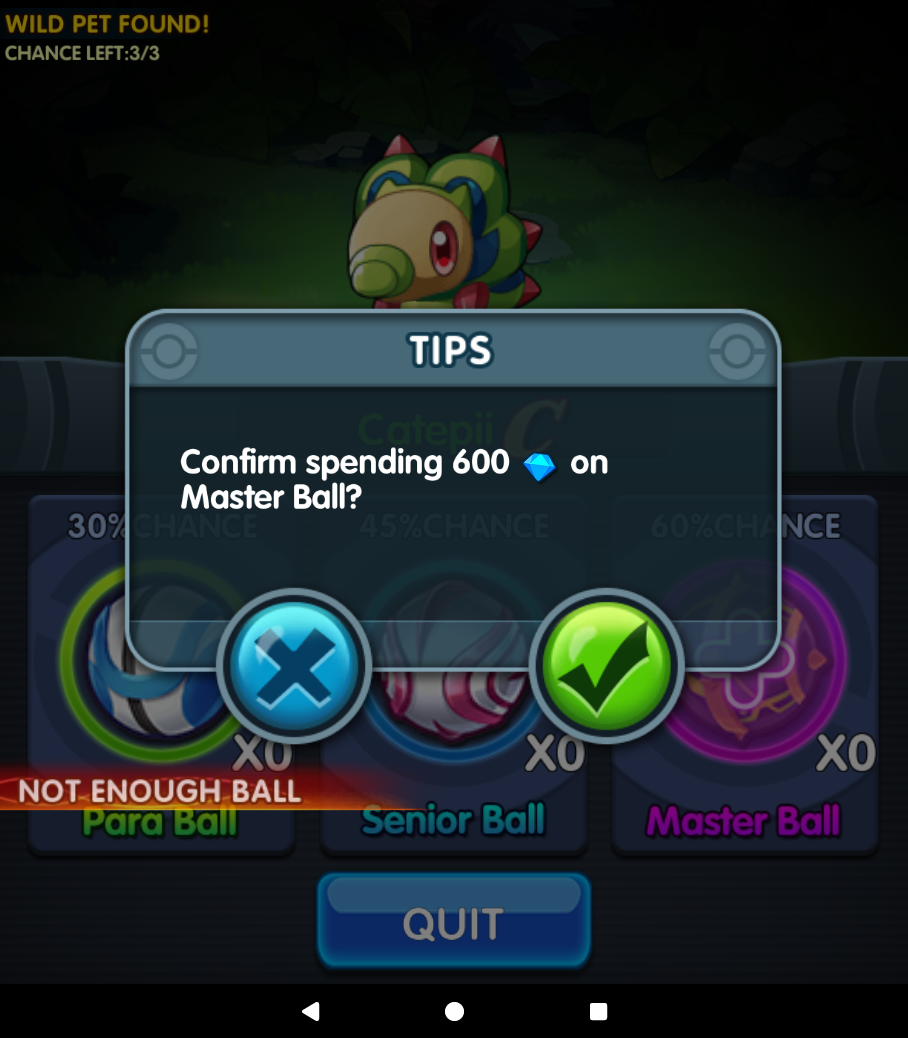 WILD PET FOUND!
CHANCE LEFT:3/3
TIPS
Catepii C
Confirm spending 600 on
Master Ball?
30%CHANCE 45%CHANCE 60%CHANCE
X0 X0 X0
NOT ENOUGH BALL
Para Ball Senior Ball Master Ball
QUIT